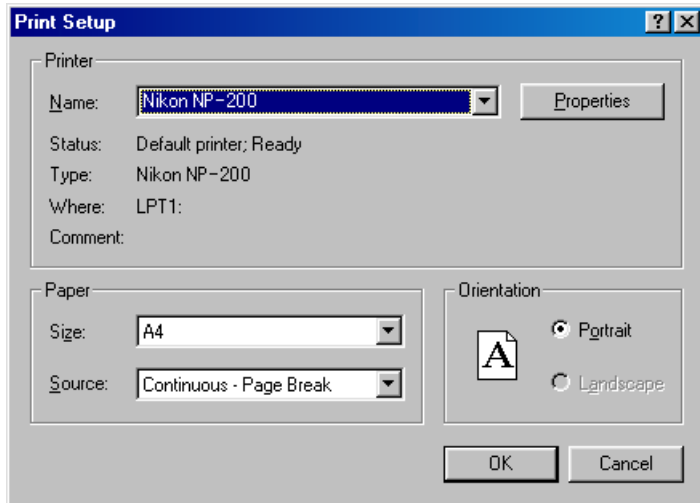 Print Setup
Printer
Name: Nikon NP-200 Properties
Status: Default printer; Ready
Type: Nikon NP-200
Where: LPT1:
Comment:
Paper
Size: A4
Source: Continuous - Page Break
Orientation
A
Portrait
Landscape
OK Cancel